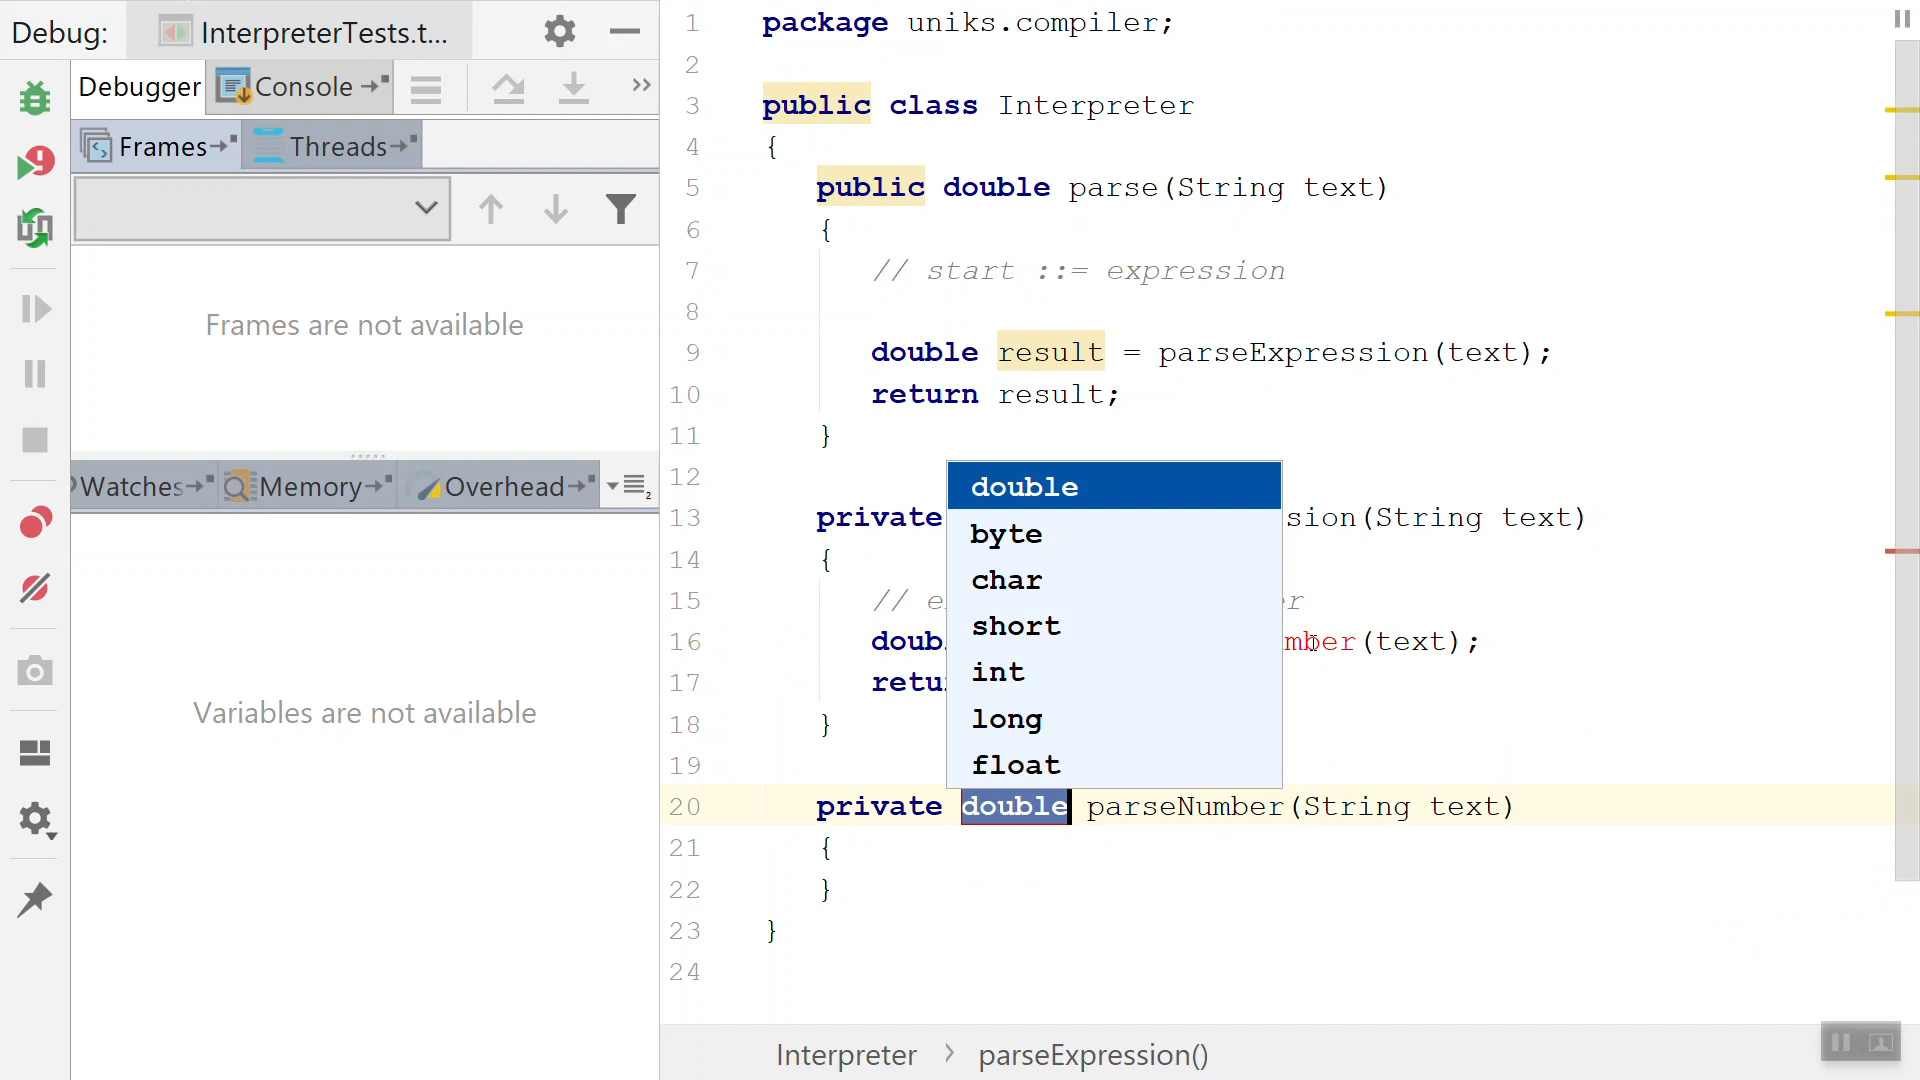 Debug: InterpreterTests.t...
Debugger Console
Frames Threads
Frames are not available
Watches Memory Overhead
Variables are not available
1 package uniks.compiler;
2
3 public class Interpreter
4 {
5 public double parse(String text)
6 {
7 // start ::= expression
8
9 double result = parseExpression(text);
10 return result;
11 }
12
13 private sion(String text)
14 {
15 // e r
16 doub mber(text);
17 retu
18 }
19
20 private double parseNumber(String text)
21 {
22 }
23 }
24
double
byte
char
short
int
long
float
Interpreter > parseExpression()